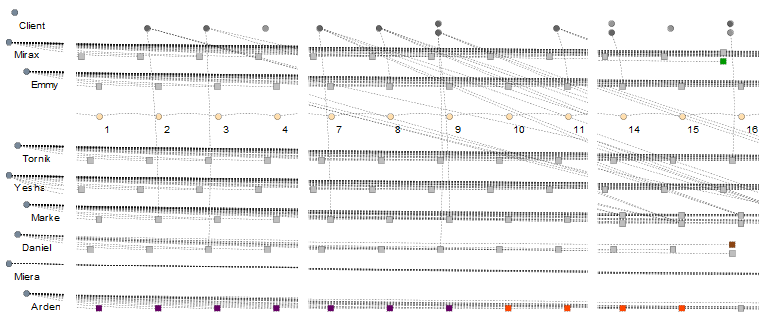 Client
Mirax
Emmy
1 2 3 4 7 8 9 10 11 14 15 16
Tornik
Yesha
Marke
Daniel
Miera
Arden